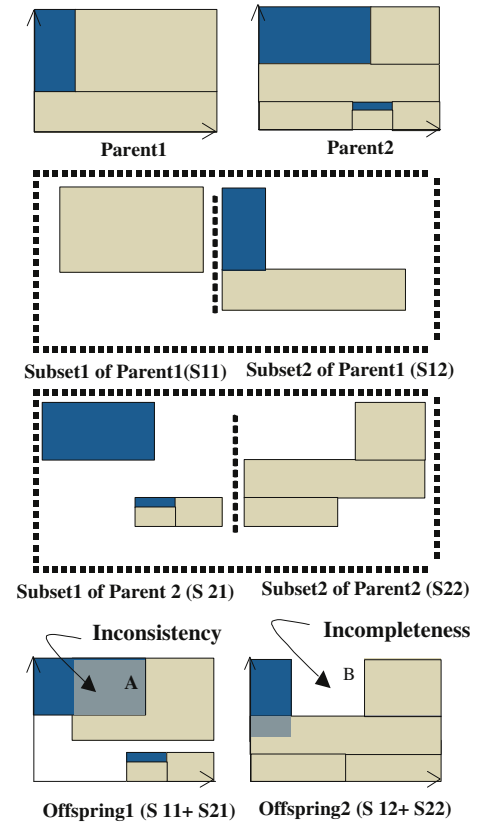 Parent1
Parent2
Subset1 of Parent1(S11)
Subset2 of Parent1 (S12)
Subset1 of Parent 2 (S 21)
Subset2 of Parent2 (S22)
Inconsistency
Incompleteness
A
B
Offspring1 (S 11+ S21)
Offspring2 (S 12+ S22)